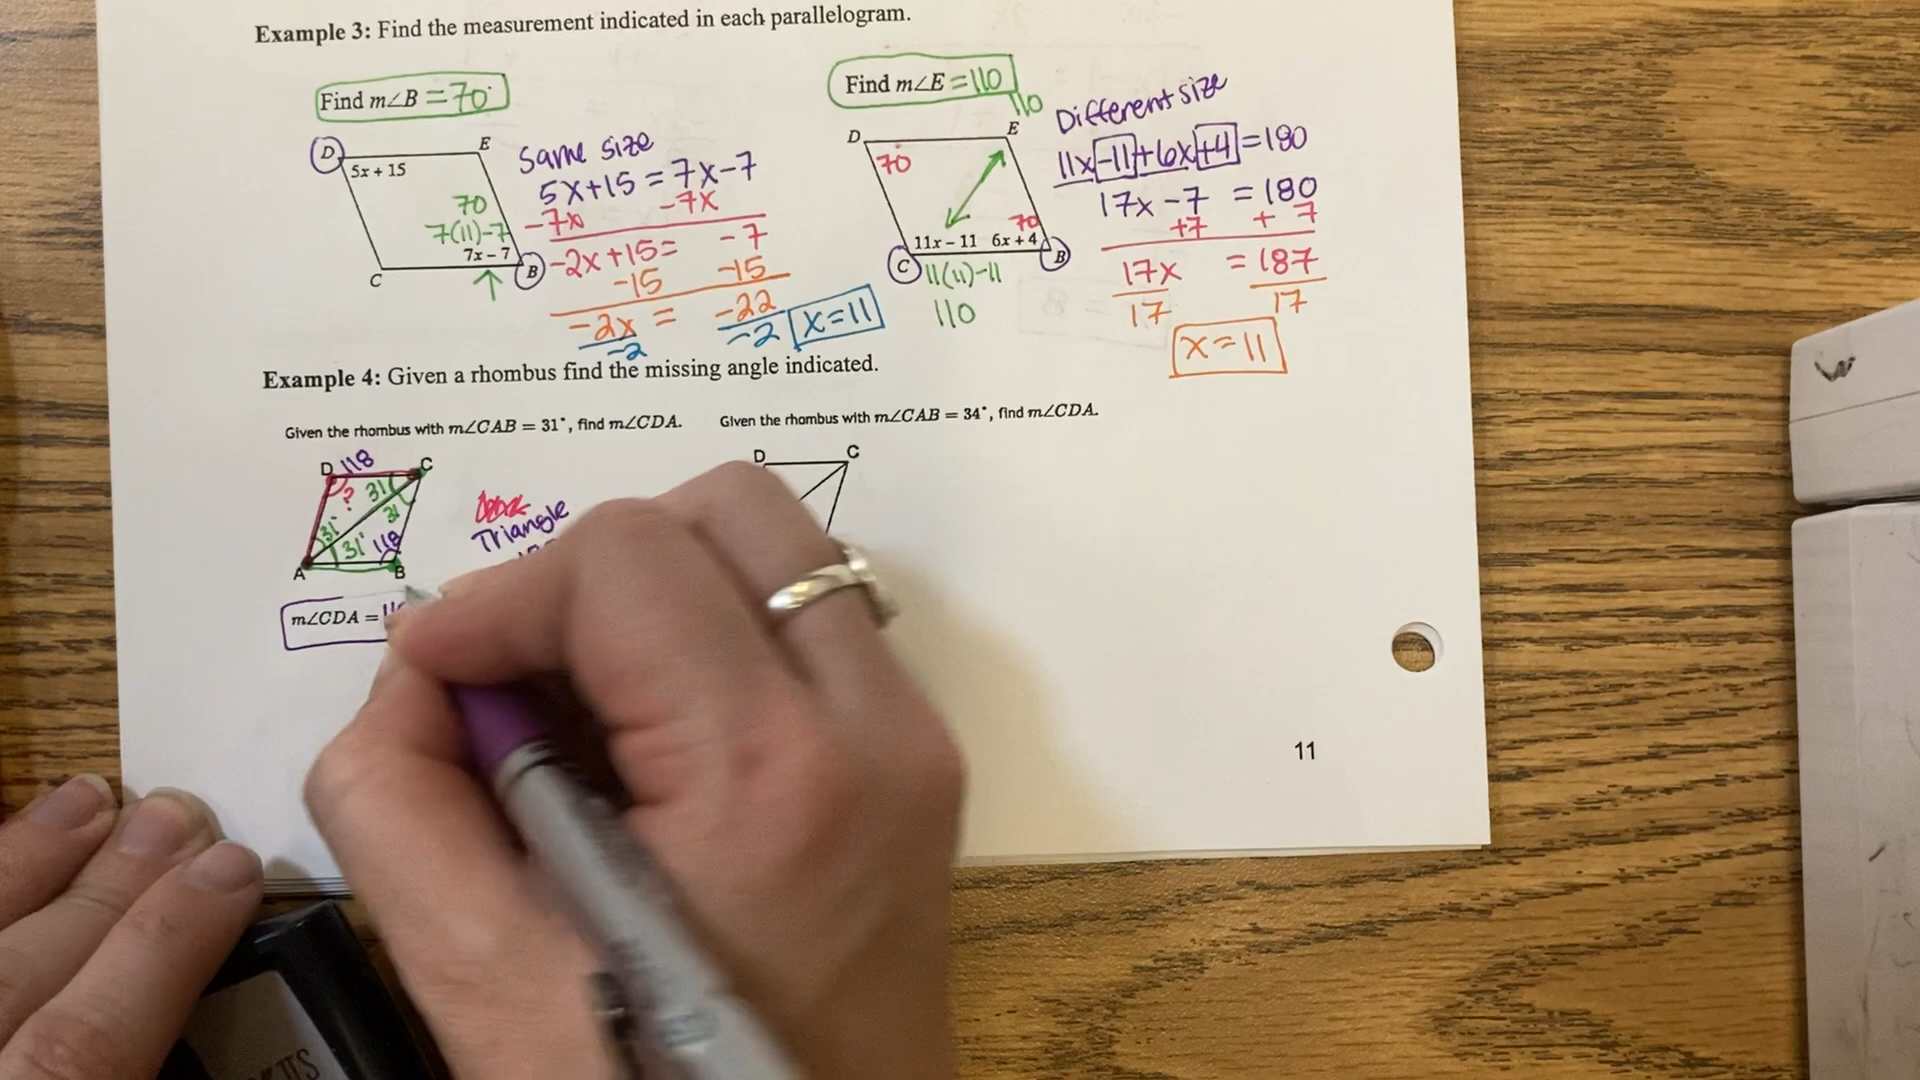 Example 3: Find the measurement indicated in each parallelogram.
Find m∠B = 70°
D
E
5x + 15
70
7(11)-7
7x – 7
C
B
Same size
5x+15 = 7x-7
-7x -7x
-2x+15= -7
-15 -15
-2x = -22
-2 -2
x=11
Find m∠E = 110
110
D
E
70
70
11x – 11 6x + 4
C
B
11(11)-11
110
Different size
11x-11+6x+4=180
17x -7 = 180
+7 + 7
17x = 187
17 17
x=11
Example 4: Given a rhombus find the missing angle indicated.
Given the rhombus with m∠CAB = 31°, find m∠CDA.
D 118
C
?
31
31
31°
31°
118
A
B
Triangle
m∠CDA =
Given the rhombus with m∠CAB = 34°, find m∠CDA.
D
C
11